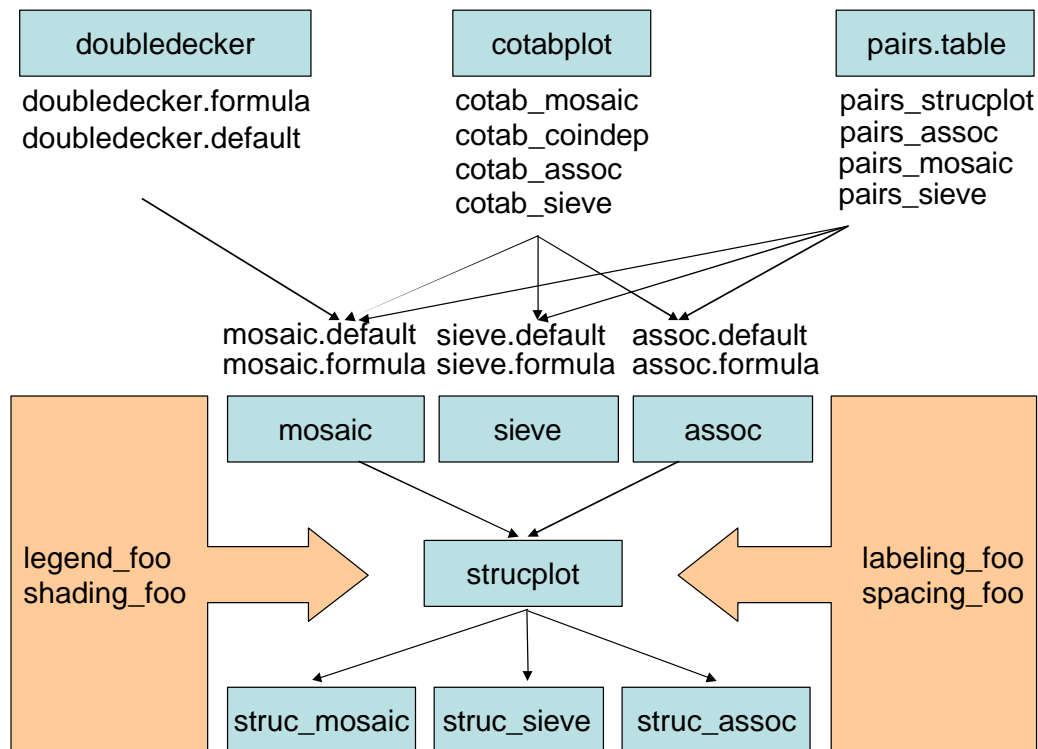 doubledecker
cotabplot
pairs.table
doubledecker.formula
doubledecker.default
cotab_mosaic
cotab_coindep
cotab_assoc
cotab_sieve
pairs_strucplot
pairs_assoc
pairs_mosaic
pairs_sieve
mosaic.default
mosaic.formula
sieve.default
sieve.formula
assoc.default
assoc.formula
mosaic
sieve
assoc
legend_foo
shading_foo
strucplot
labeling_foo
spacing_foo
struc_mosaic
struc_sieve
struc_assoc